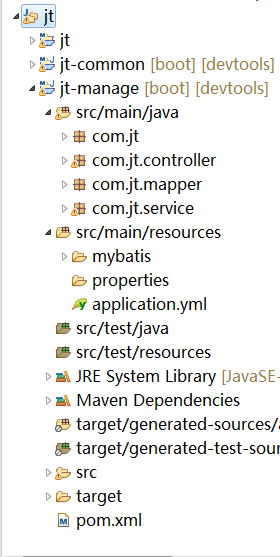 jt
jt
jt-common [boot] [devtools]
jt-manage [boot] [devtools]
src/main/java
com.jt
com.jt.controller
com.jt.mapper
com.jt.service
src/main/resources
mybatis
properties
application.yml
src/test/java
src/test/resources
JRE System Library [JavaSE-
Maven Dependencies
target/generated-sources/a
target/generated-test-sour
src
target
pom.xml